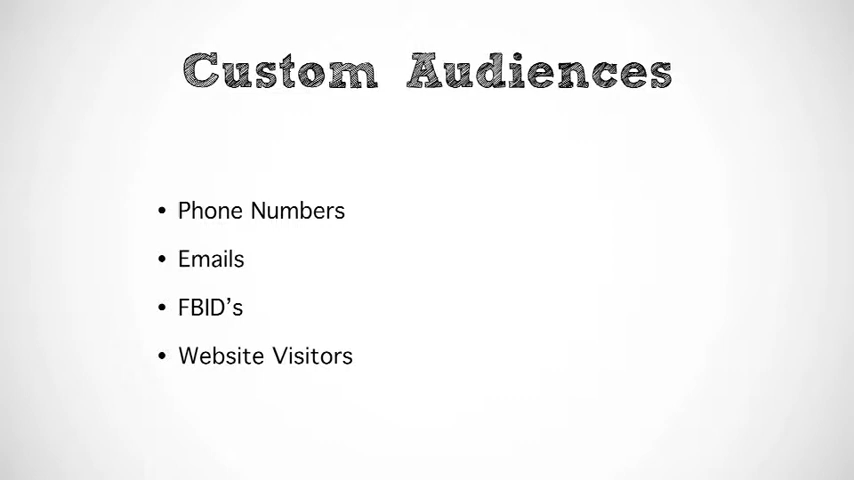 Custom Audiences
• Phone Numbers
• Emails
• FBID’s
• Website Visitors